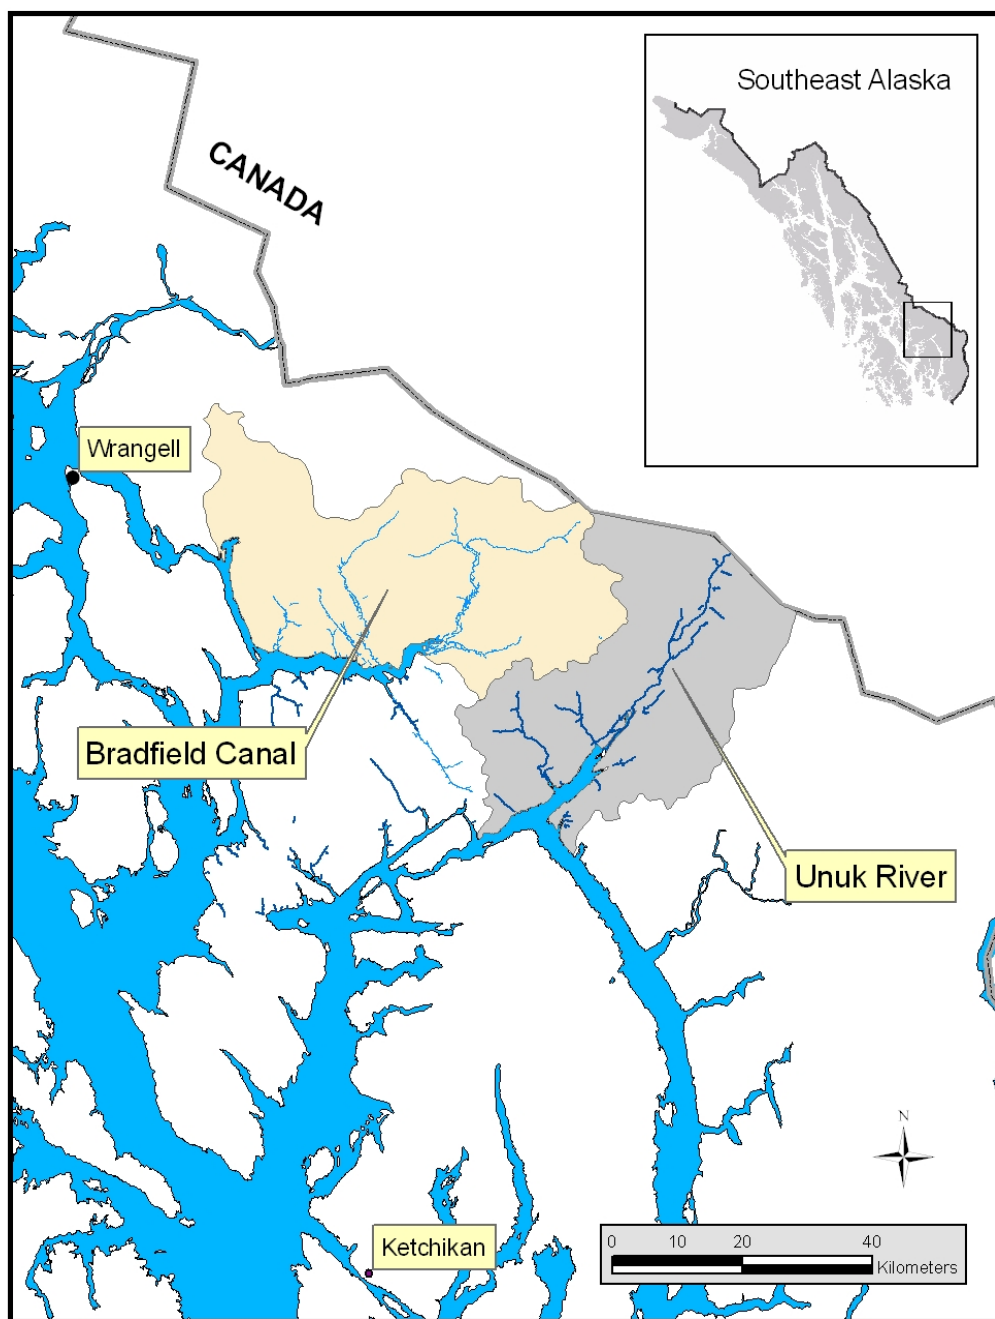 Southeast Alaska
CANADA
Wrangell
Bradfield Canal
Unuk River
N
Ketchikan
0 10 20 40
Kilometers